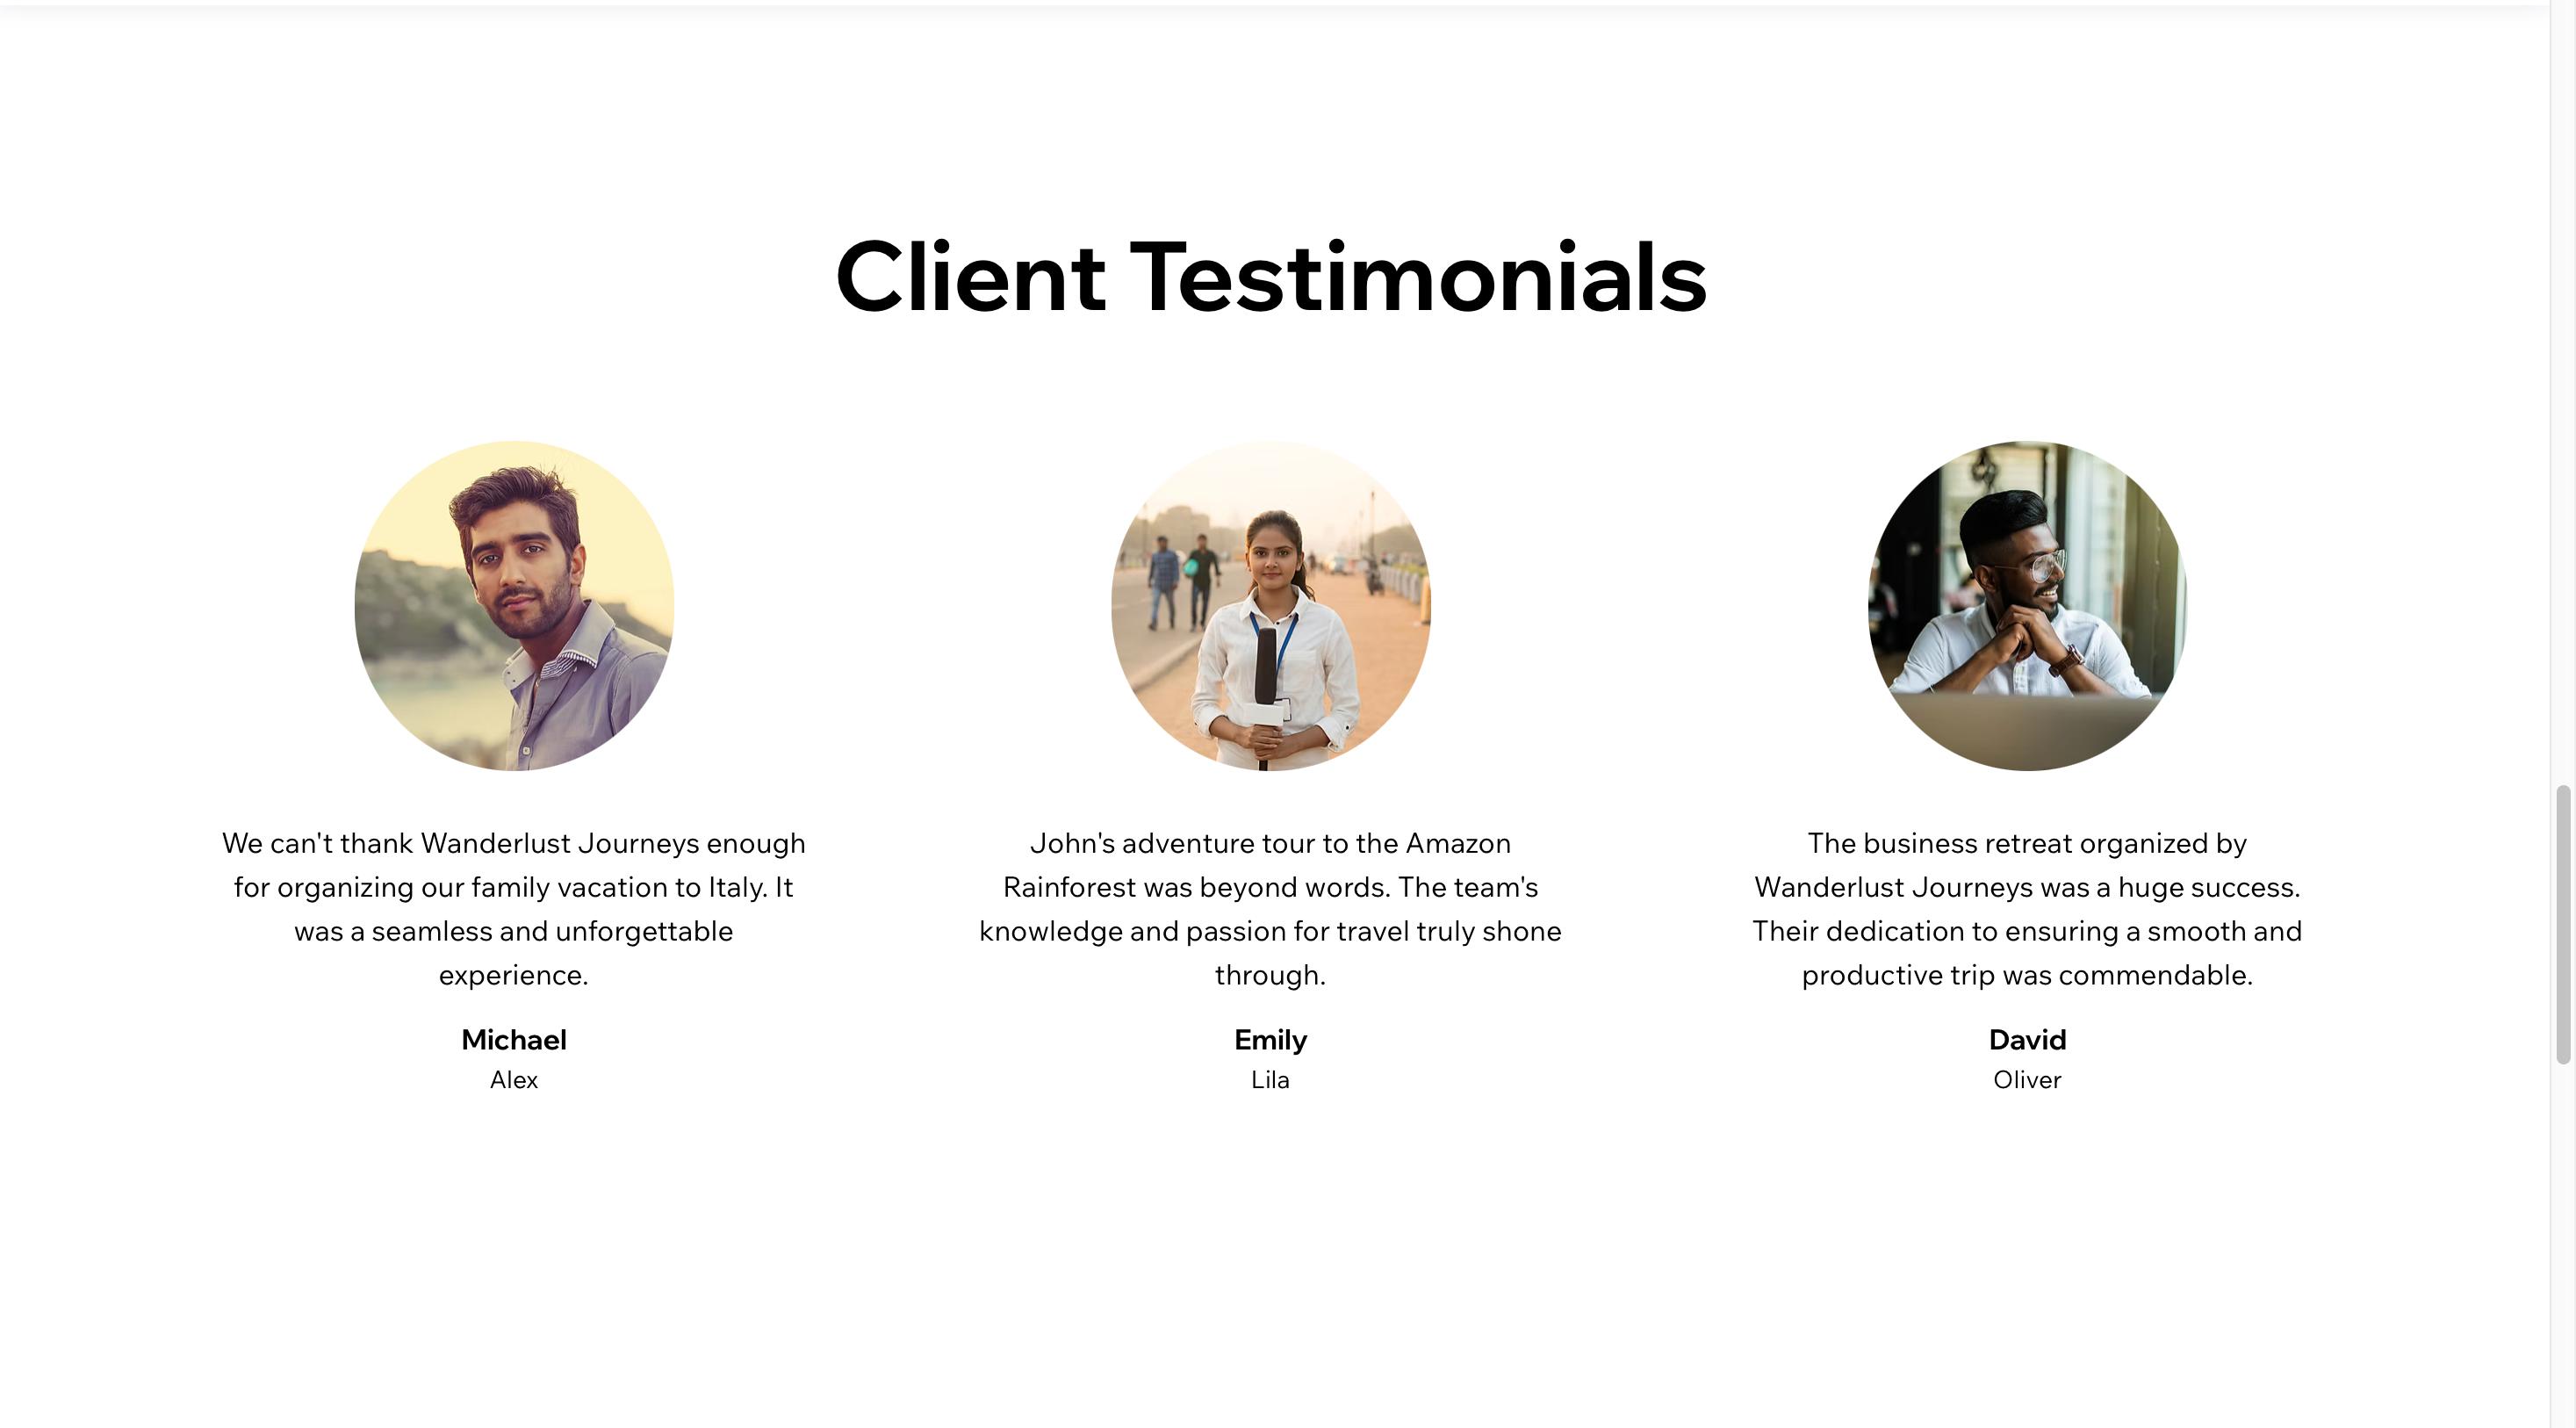 Client Testimonials
We can't thank Wanderlust Journeys enough
for organizing our family vacation to Italy. It
was a seamless and unforgettable
experience.
Michael
Alex
John's adventure tour to the Amazon
Rainforest was beyond words. The team's
knowledge and passion for travel truly shone
through.
Emily
Lila
The business retreat organized by
Wanderlust Journeys was a huge success.
Their dedication to ensuring a smooth and
productive trip was commendable.
David
Oliver